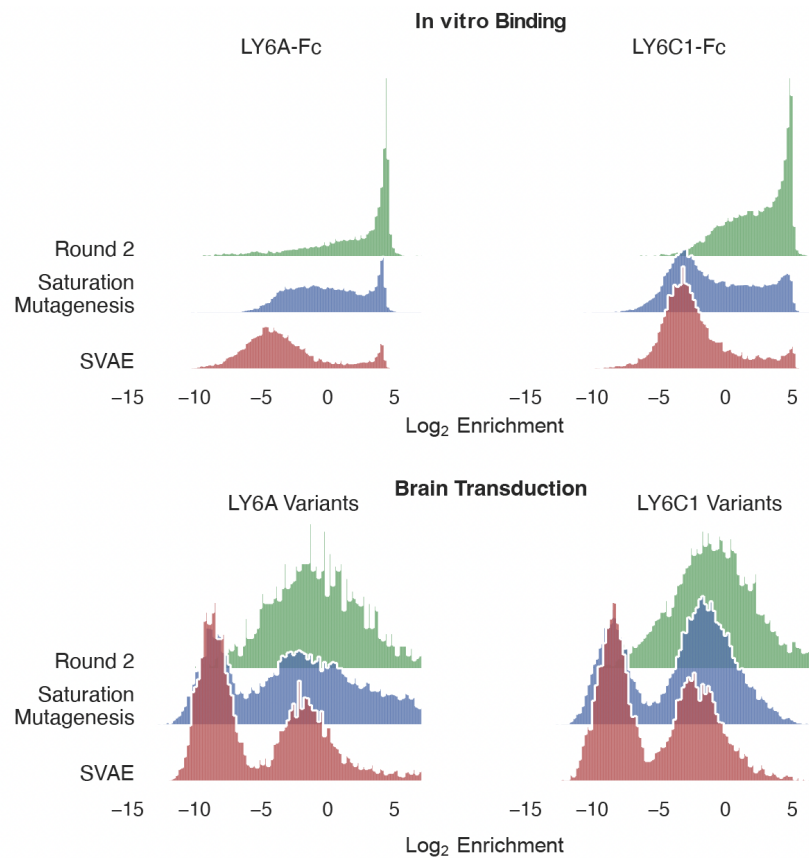 In vitro Binding
LY6A-Fc LY6C1-Fc
Round 2
Saturation
Mutagenesis
SVAE
−15 −10 −5 0 5 −15 −10 −5 0 5
Log₂ Enrichment
Brain Transduction
LY6A Variants LY6C1 Variants
Round 2
Saturation
Mutagenesis
SVAE
−15 −10 −5 0 5 −15 −10 −5 0 5
Log₂ Enrichment